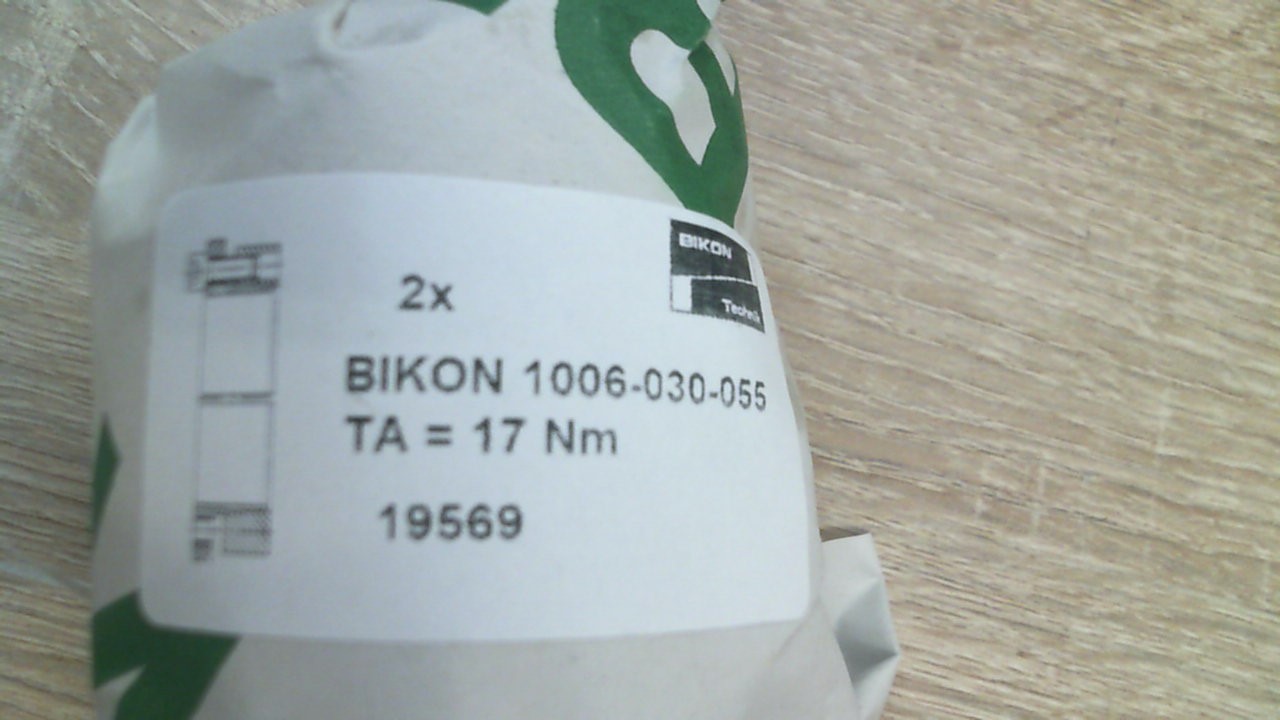 BIKON
Technik
2x
BIKON 1006-030-055
TA = 17 Nm
19569